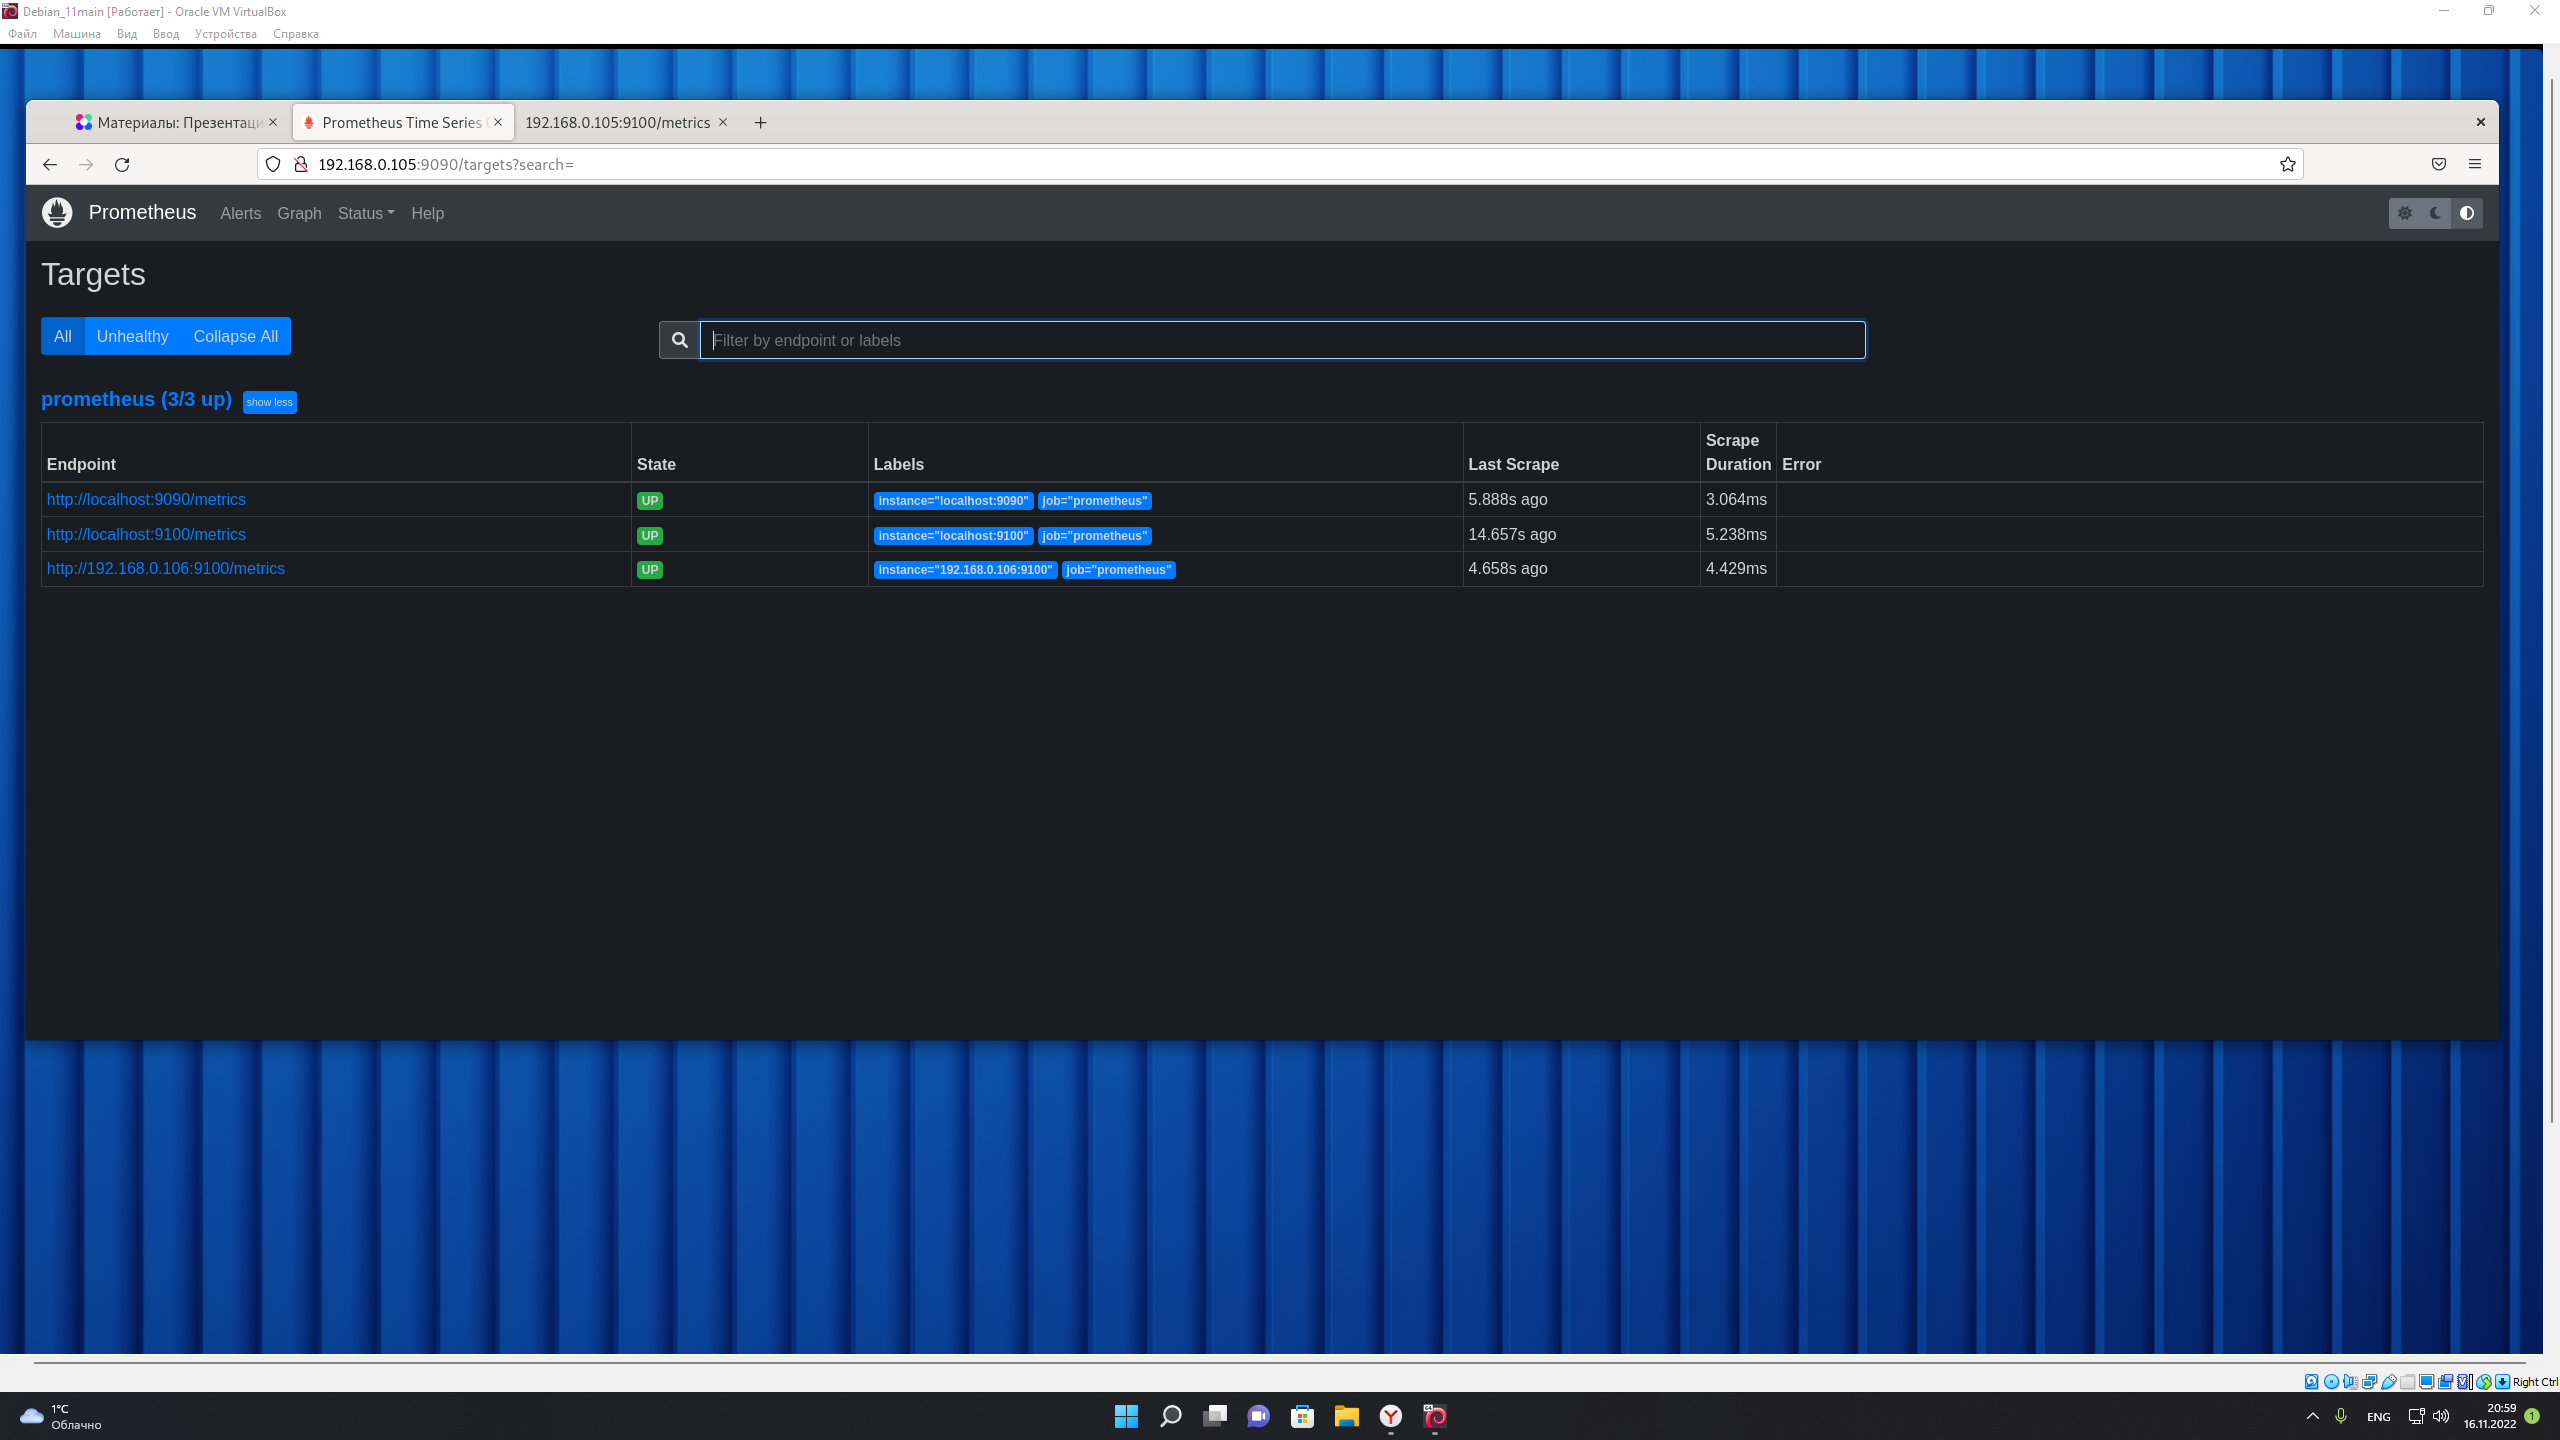 Debian_11main [Работает] - Oracle VM VirtualBox
Файл Машина Вид Ввод Устройства Справка
Материалы: Презентаци
Prometheus Time Series
192.168.0.105:9100/metrics
192.168.0.105:9090/targets?search=
Prometheus Alerts Graph Status Help
Targets
All Unhealthy Collapse All
Filter by endpoint or labels
prometheus (3/3 up) show less
Endpoint State Labels Last Scrape Scrape Duration Error
http://localhost:9090/metrics UP instance="localhost:9090" job="prometheus" 5.888s ago 3.064ms
http://localhost:9100/metrics UP instance="localhost:9100" job="prometheus" 14.657s ago 5.238ms
http://192.168.0.106:9100/metrics UP instance="192.168.0.106:9100" job="prometheus" 4.658s ago 4.429ms
Right Ctrl
1°C
Облачно
ENG
20:59
16.11.2022
1